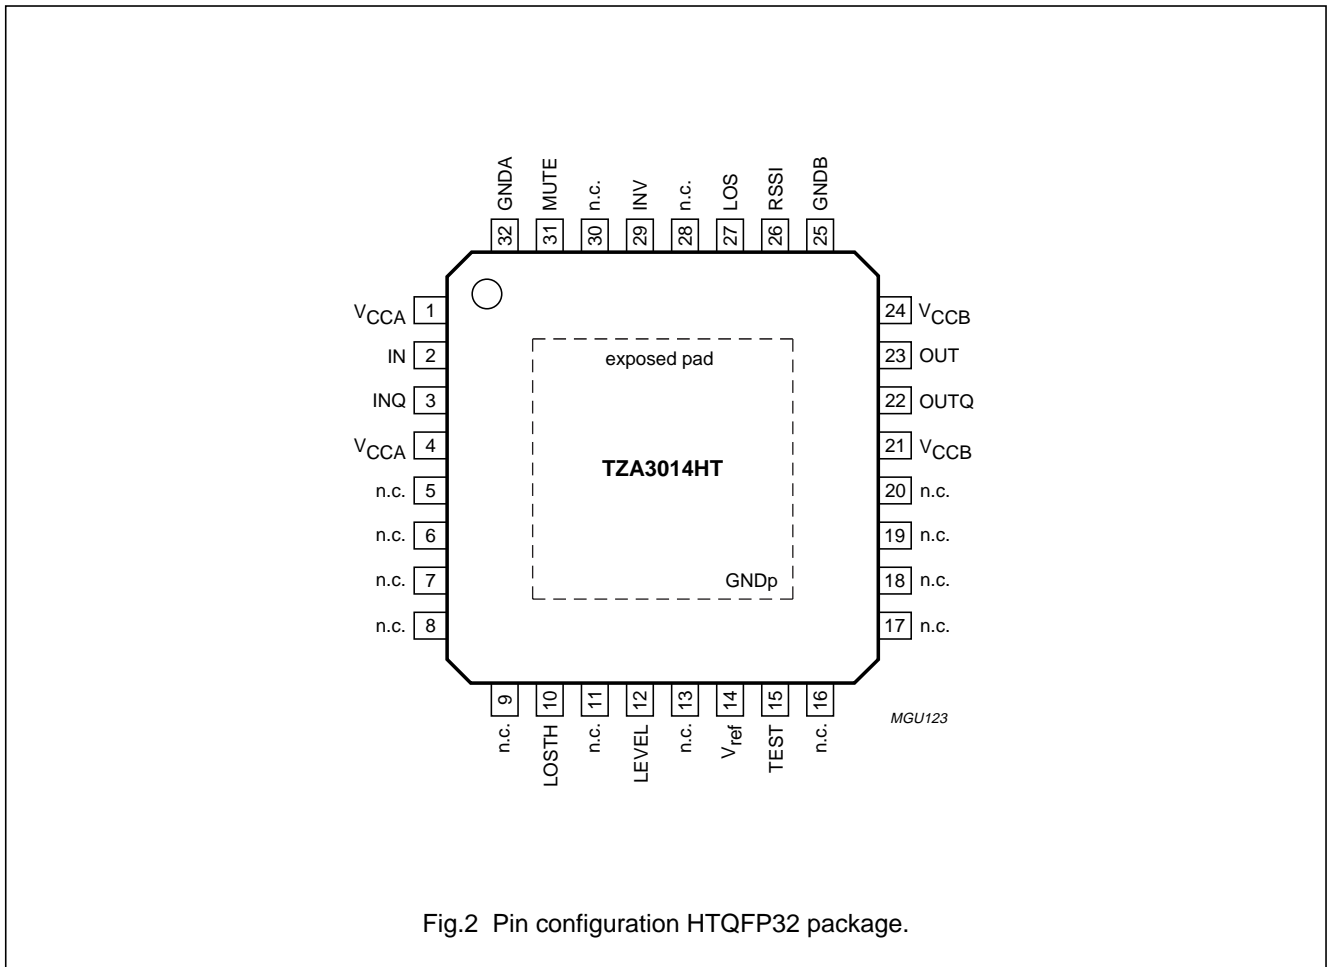 GNDA
MUTE
n.c.
INV
n.c.
LOS
RSSI
GNDB
32
31
30
29
28
27
26
25
VCCA 1
IN 2
INQ 3
VCCA 4
n.c. 5
n.c. 6
n.c. 7
n.c. 8
exposed pad
TZA3014HT
GNDp
24 VCCB
23 OUT
22 OUTQ
21 VCCB
20 n.c.
19 n.c.
18 n.c.
17 n.c.
9
10
11
12
13
14
15
16
n.c.
LOSTH
n.c.
LEVEL
n.c.
Vref
TEST
n.c.
MGU123
Fig.2 Pin configuration HTQFP32 package.